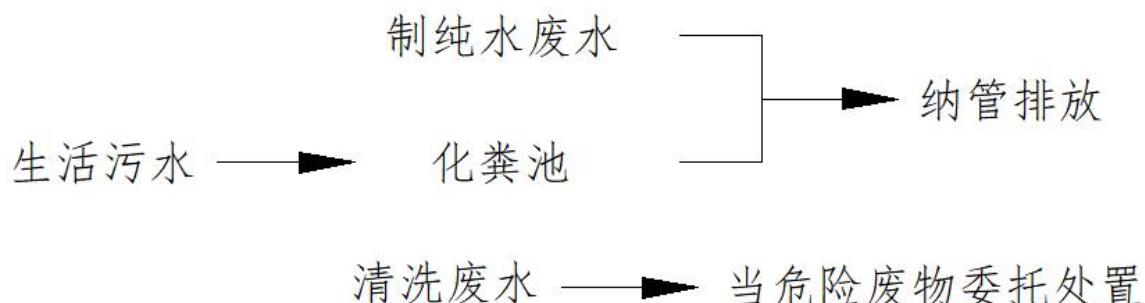 制纯水废水
纳管排放
生活污水
化粪池
清洗废水
当危险废物委托处置